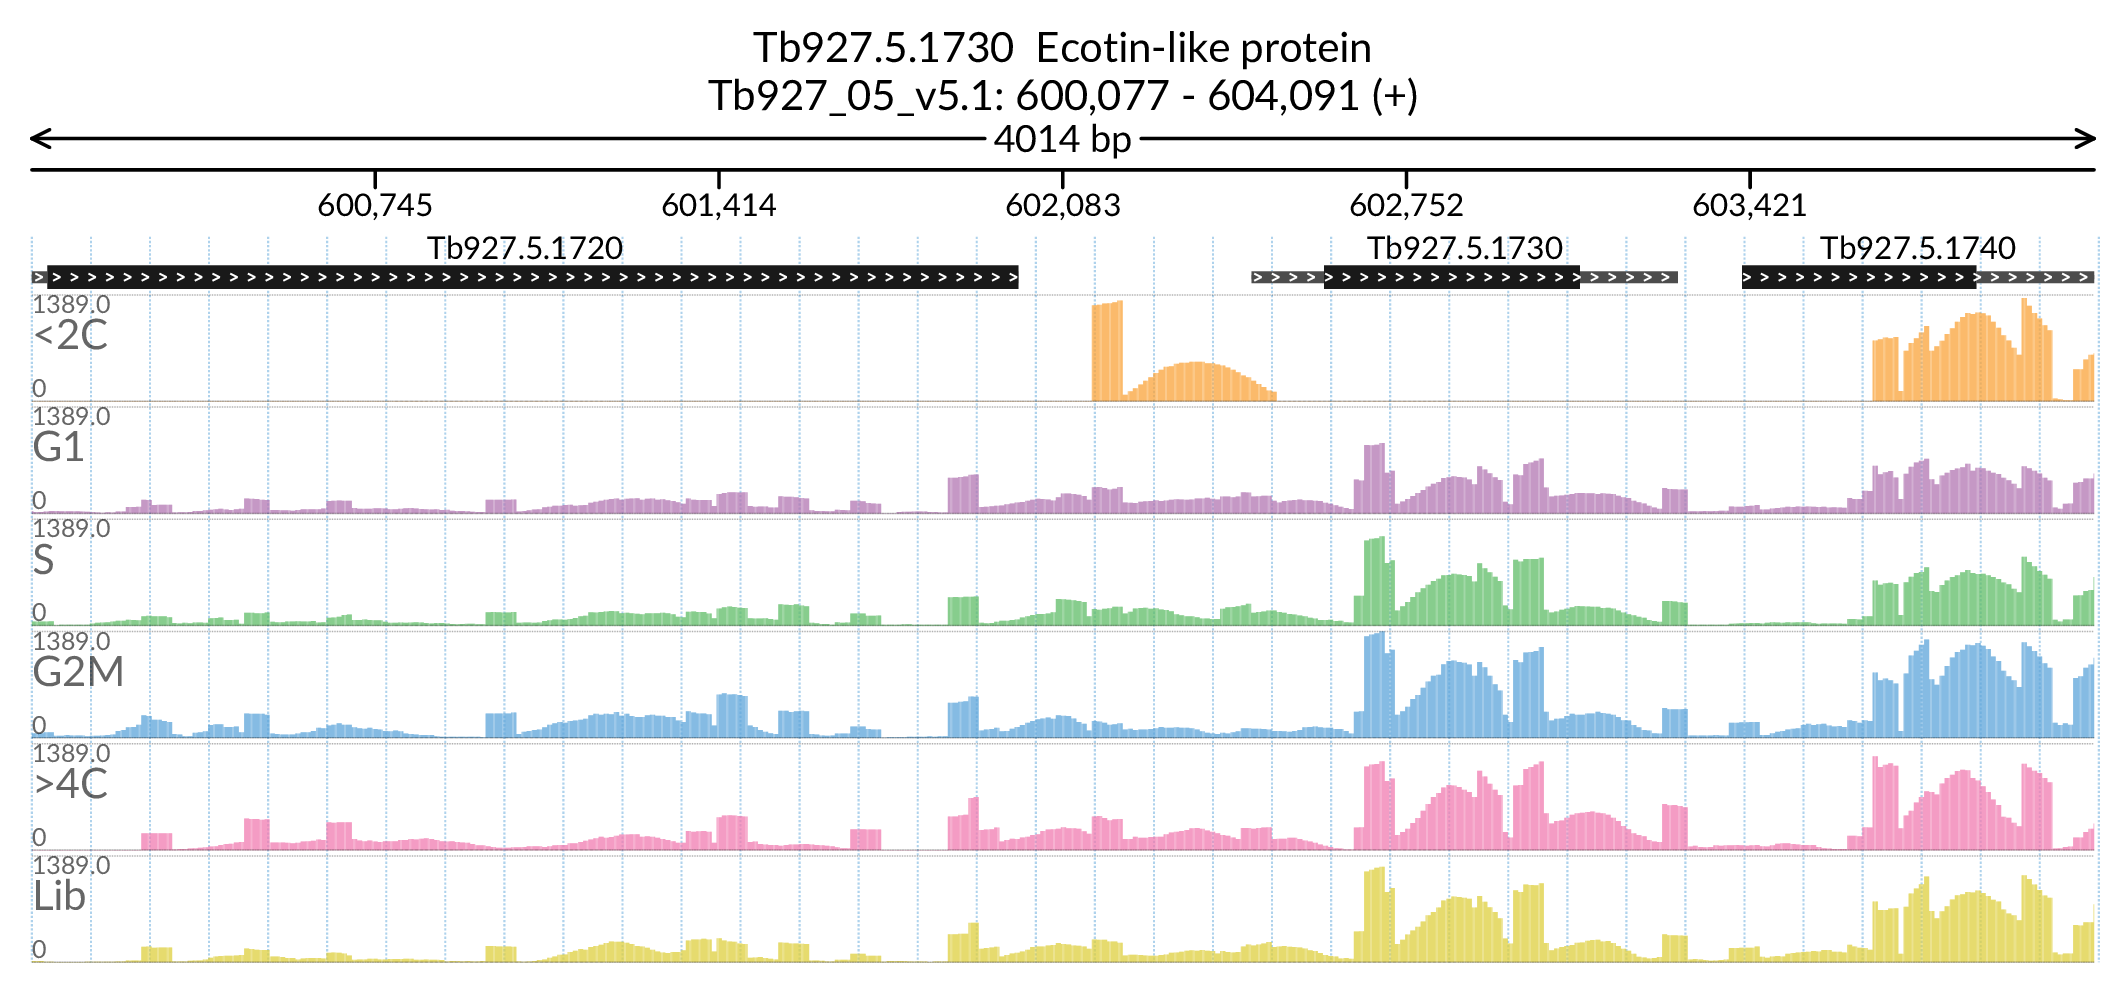 Tb927.5.1730  Ecotin-like protein
Tb927_05_v5.1: 600,077 - 604,091 (+)
4014 bp
600,745 601,414 602,083 602,752 603,421
Tb927.5.1720 Tb927.5.1730 Tb927.5.1740
1389.0
<2C
0
1389.0
G1
0
1389.0
S
0
1389.0
G2M
0
1389.0
>4C
0
1389.0
Lib
0